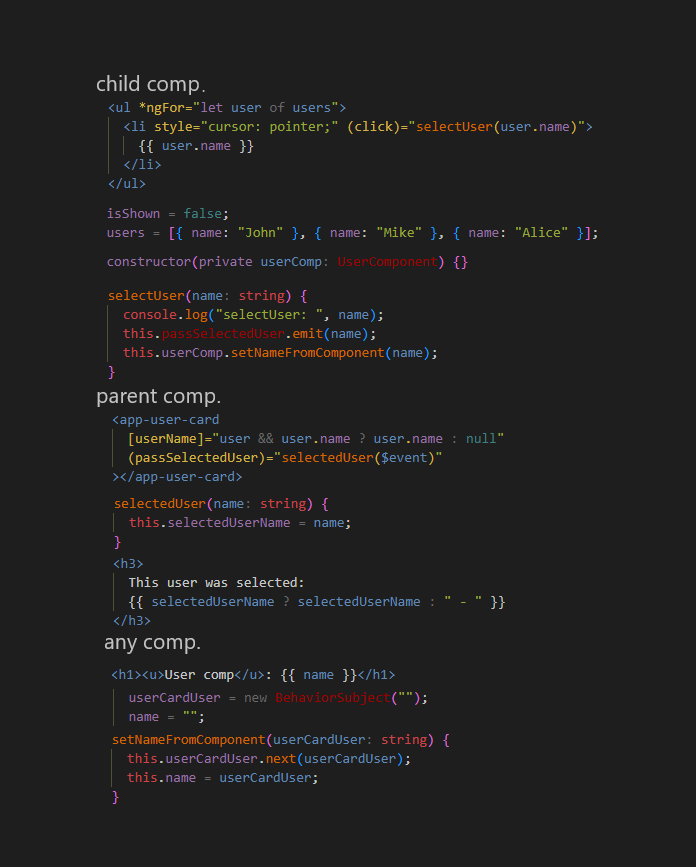 child comp.
<ul *ngFor="let user of users">
<li style="cursor: pointer;" (click)="selectUser(user.name)">
{{ user.name }}
</li>
</ul>
isShown = false;
users = [{ name: "John" }, { name: "Mike" }, { name: "Alice" }];
constructor(private userComp: UserComponent) {}
selectUser(name: string) {
console.log("selectUser: ", name);
this.passSelectedUser.emit(name);
this.userComp.setNameFromComponent(name);
}
parent comp.
<app-user-card
[userName]="user && user.name ? user.name : null"
(passSelectedUser)="selectedUser($event)"
></app-user-card>
selectedUser(name: string) {
this.selectedUserName = name;
}
<h3>
This user was selected:
{{ selectedUserName ? selectedUserName : " - " }}
</h3>
any comp.
<h1><u>User comp</u>: {{ name }}</h1>
userCardUser = new BehaviorSubject("");
name = "";
setNameFromComponent(userCardUser: string) {
this.userCardUser.next(userCardUser);
this.name = userCardUser;
}